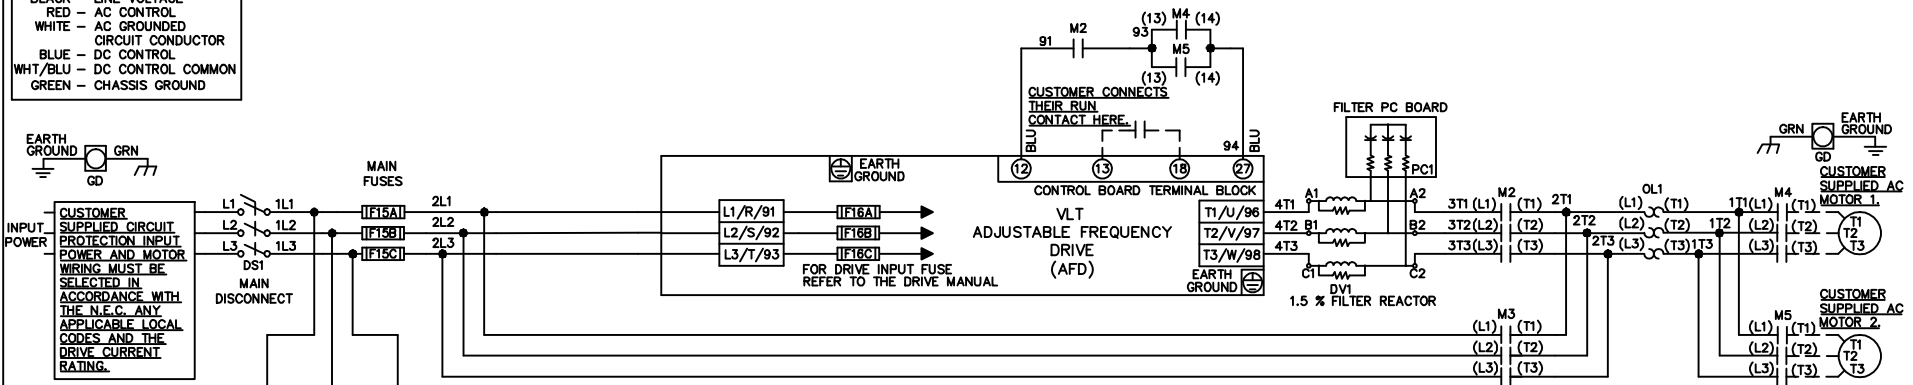 RED – AC CONTROL
WHITE – AC GROUNDED
CIRCUIT CONDUCTOR
BLUE – DC CONTROL
WHT/BLU – DC CONTROL COMMON
GREEN – CHASSIS GROUND
EARTH
GROUND
GRN
GD
INPUT
POWER
CUSTOMER
SUPPLIED CIRCUIT
PROTECTION INPUT
POWER AND MOTOR
WIRING MUST BE
SELECTED IN
ACCORDANCE WITH
THE N.E.C. ANY
APPLICABLE LOCAL
CODES AND THE
DRIVE CURRENT
RATING.
L1 1L1
L2 1L2
L3 1L3
DS1
MAIN
DISCONNECT
MAIN
FUSES
F15A
F15B
F15C
2L1
2L2
2L3
EARTH
GROUND
L1/R/91
L2/S/92
L3/T/93
F16A
F16B
F16C
FOR DRIVE INPUT FUSE
REFER TO THE DRIVE MANUAL
VLT
ADJUSTABLE FREQUENCY
DRIVE
(AFD)
91
M2
93
(13) M4 (14)
M5
(13) (14)
CUSTOMER CONNECTS
THEIR RUN
CONTACT HERE.
BLU
94
BLU
12 13 18 27
CONTROL BOARD TERMINAL BLOCK
T1/U/96
T2/V/97
T3/W/98
EARTH
GROUND
4T1
4T2
4T3
A1 A2
B1 B2
C1 C2
DV1
1.5 % FILTER REACTOR
FILTER PC BOARD
PC1
M2
3T1 (L1) (T1) 2T1
3T2 (L2) (T2) 2T2
3T3 (L3) (T3) 2T3
OL1
(L1) (T1) 1T1
(L2) (T2) 1T2
(L3) (T3) 1T3
M4
(L1) (T1)
(L2) (T2)
(L3) (T3)
T1
T2
T3
GRN
GD
EARTH
GROUND
CUSTOMER
SUPPLIED AC
MOTOR 1.
M3
(L1) (T1)
(L2) (T2)
(L3) (T3)
M5
(L1) (T1)
(L2) (T2)
(L3) (T3)
T1
T2
T3
CUSTOMER
SUPPLIED AC
MOTOR 2.